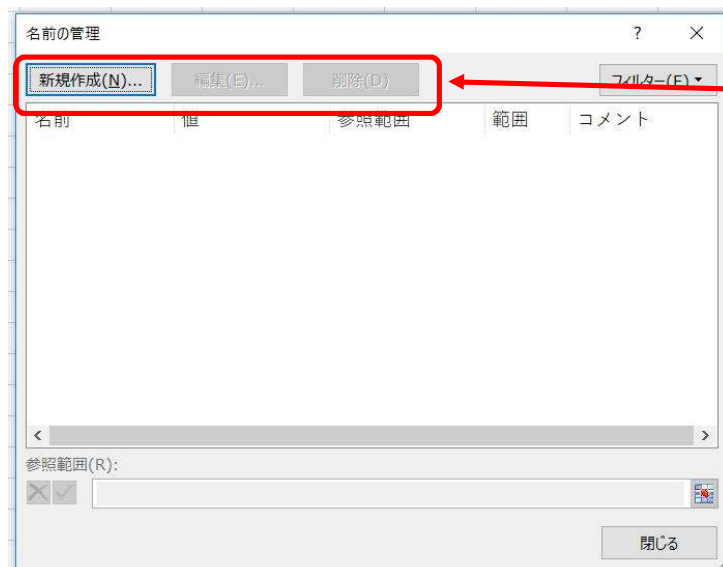 名前の管理 ?
新規作成(N)... 編集(E)... 削除(D) フィルター(F)
名前 値 参照範囲 範囲 コメント
参照範囲(R):
閉じる